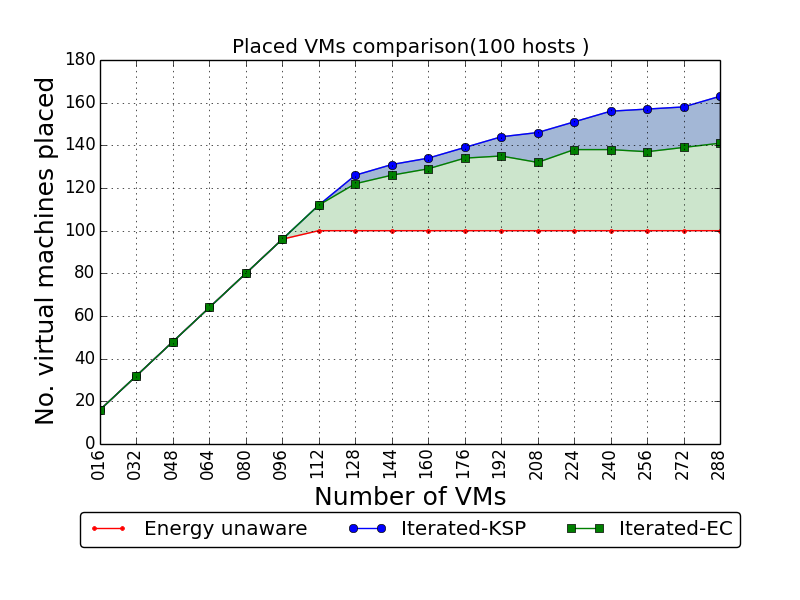 Placed VMs comparison(100 hosts )
No. virtual machines placed
180
160
140
120
100
80
60
40
20
0
016 032 048 064 080 096 112 128 144 160 176 192 208 224 240 256 272 288
Number of VMs
Energy unaware Iterated-KSP Iterated-EC